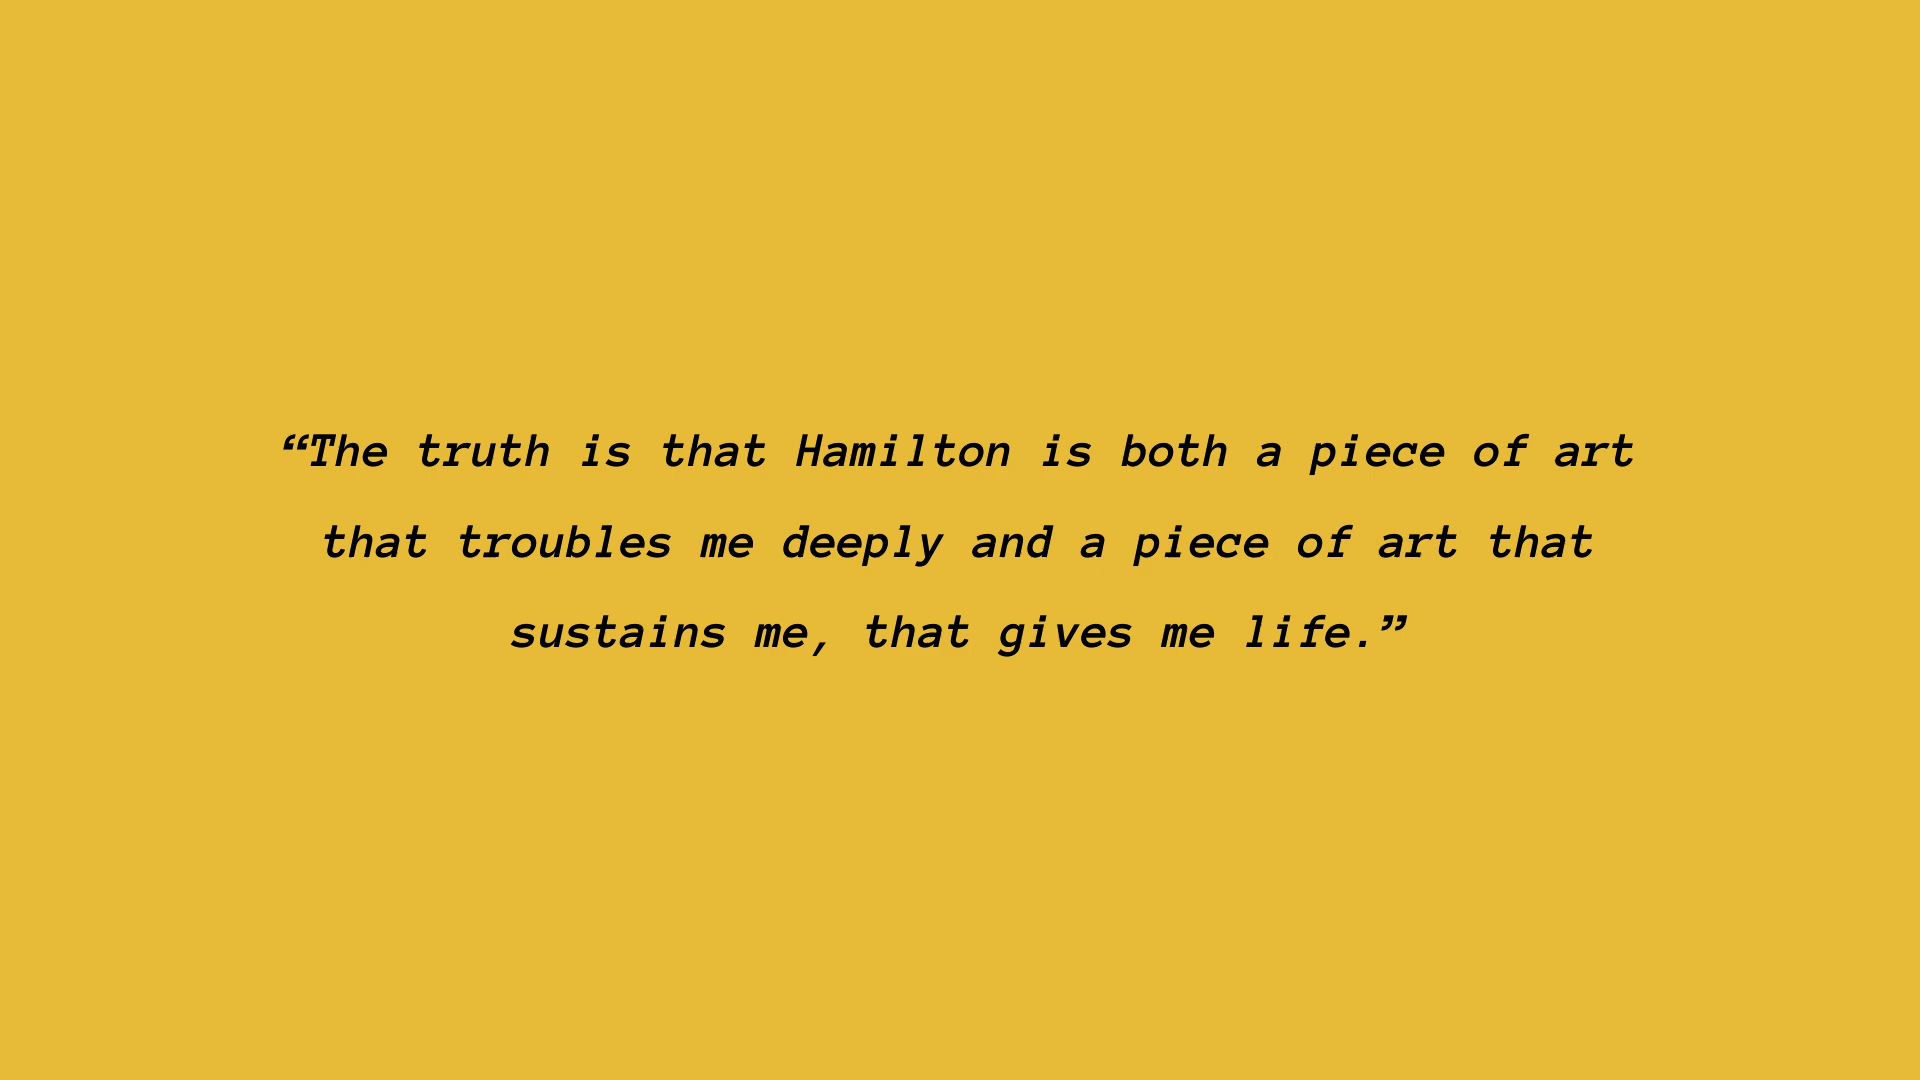 “The truth is that Hamilton is both a piece of art
that troubles me deeply and a piece of art that
sustains me, that gives me life.”